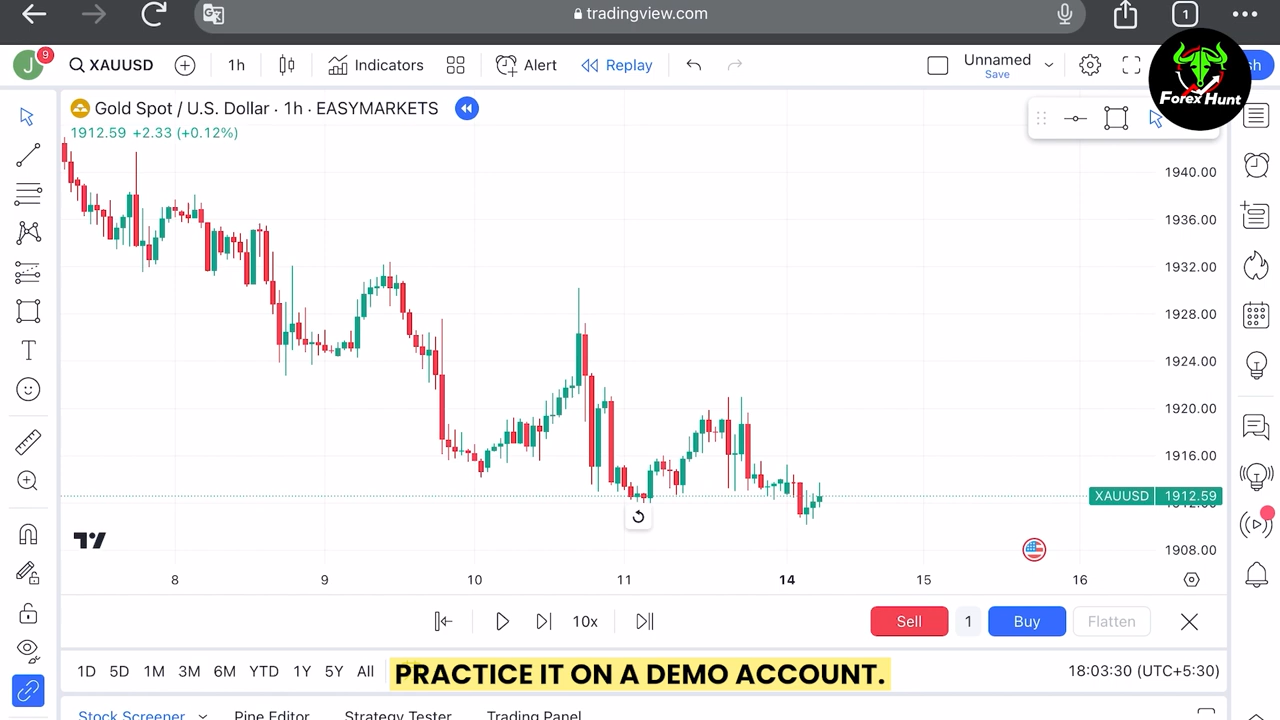 tradingview.com
1
J
9
XAUUSD
1h
Indicators
Alert
Replay
Unnamed
Save
sh
Forex Hunt
Gold Spot / U.S. Dollar · 1h · EASYMARKETS
1912.59 +2.33 (+0.12%)
1940.00
1936.00
1932.00
1928.00
1924.00
1920.00
1916.00
XAUUSD 1912.59
1912.00
1908.00
8 9 10 11 14 15 16
10x
Sell 1 Buy Flatten
1D 5D 1M 3M 6M YTD 1Y 5Y All
PRACTICE IT ON A DEMO ACCOUNT.
18:03:30 (UTC+5:30)
Stock Screener Pine Editor Strategy Tester Trading Panel